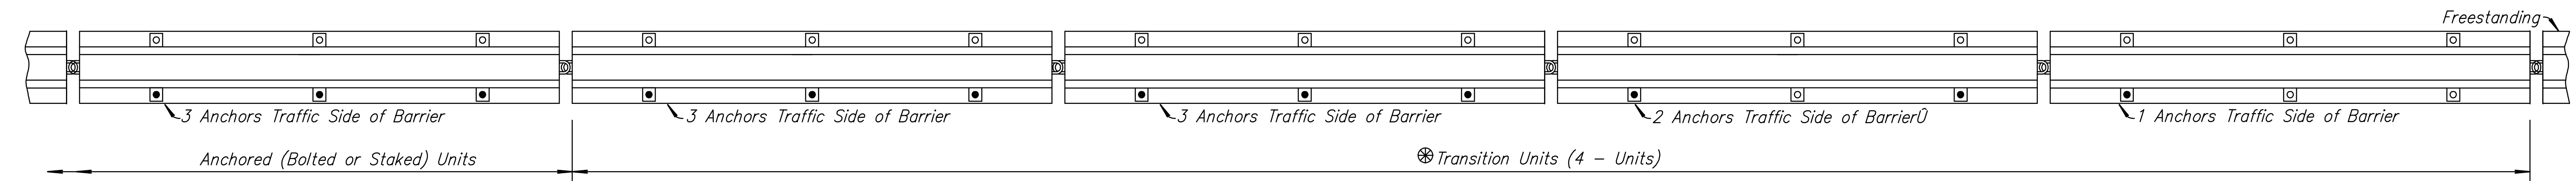 Freestanding
3 Anchors Traffic Side of Barrier
3 Anchors Traffic Side of Barrier
3 Anchors Traffic Side of Barrier
2 Anchors Traffic Side of BarrierÛ
1 Anchors Traffic Side of Barrier
Anchored (Bolted or Staked) Units
⊛ Transition Units (4 - Units)